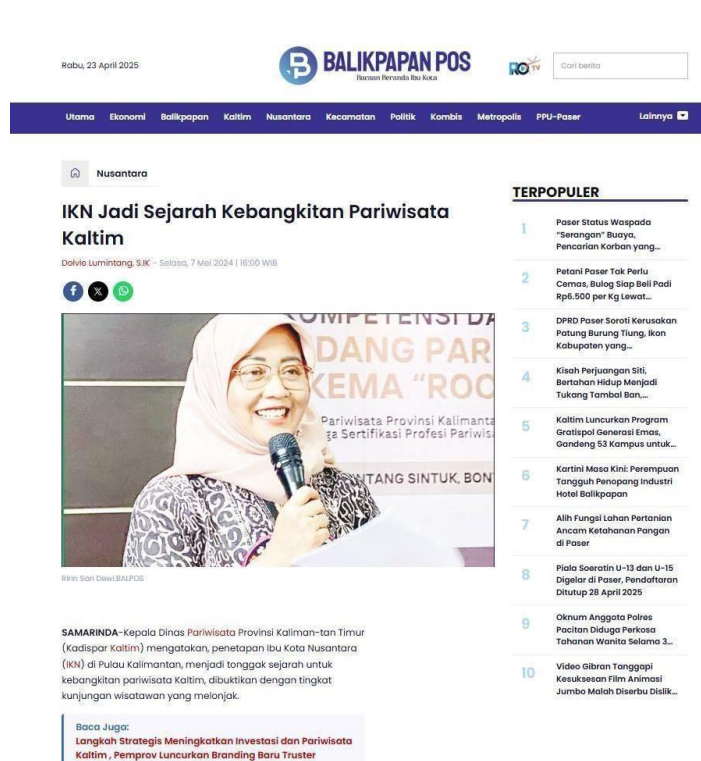 Rabu, 23 April 2025
BALIKPAPAN POS
Bacaan Beranda Ibu Kota
RO TV
Cari berita
Utama Ekonomi Balikpapan Kaltim Nusantara Kecamatan Politik Kombis Metropolis PPU-Paser Lainnya
Nusantara
IKN Jadi Sejarah Kebangkitan Pariwisata
Kaltim
Dolvie Lumintang, S.IK - Selasa, 7 Mei 2024 | 16:00 WIB
KOMPETENSI DA
DANG PAR
KEMA "ROO
Pariwisata Provinsi Kalimanta
ga Sertifikasi Profesi Pariwis
NTANG SINTUK, BON
Ririn Sari Dewi.BALPOS
SAMARINDA-Kepala Dinas Pariwisata Provinsi Kaliman-tan Timur
(Kadispar Kaltim) mengatakan, penetapan Ibu Kota Nusantara
(IKN) di Pulau Kalimantan, menjadi tonggak sejarah untuk
kebangkitan pariwisata Kaltim, dibuktikan dengan tingkat
kunjungan wisatawan yang melonjak.
Baca Juga:
Langkah Strategis Meningkatkan Investasi dan Pariwisata
Kaltim , Pemprov Luncurkan Branding Baru Truster
TERPOPULER
1
Paser Status Waspada
"Serangan" Buaya,
Pencarian Korban yang...
2
Petani Paser Tak Perlu
Cemas, Bulog Siap Beli Padi
Rp6.500 per Kg Lewat...
3
DPRD Paser Soroti Kerusakan
Patung Burung Tiung, Ikon
Kabupaten yang...
4
Kisah Perjuangan Siti,
Bertahan Hidup Menjadi
Tukang Tambal Ban,...
5
Kaltim Luncurkan Program
Gratispol Generasi Emas,
Gandeng 53 Kampus untuk...
6
Kartini Masa Kini: Perempuan
Tangguh Penopang Industri
Hotel Balikpapan
7
Alih Fungsi Lahan Pertanian
Ancam Ketahanan Pangan
di Paser
8
Piala Soeratin U-13 dan U-15
Digelar di Paser, Pendaftaran
Ditutup 28 April 2025
9
Oknum Anggota Polres
Pacitan Diduga Perkosa
Tahanan Wanita Selama 3...
10
Video Gibran Tanggapi
Kesuksesan Film Animasi
Jumbo Malah Diserbu Dislik...